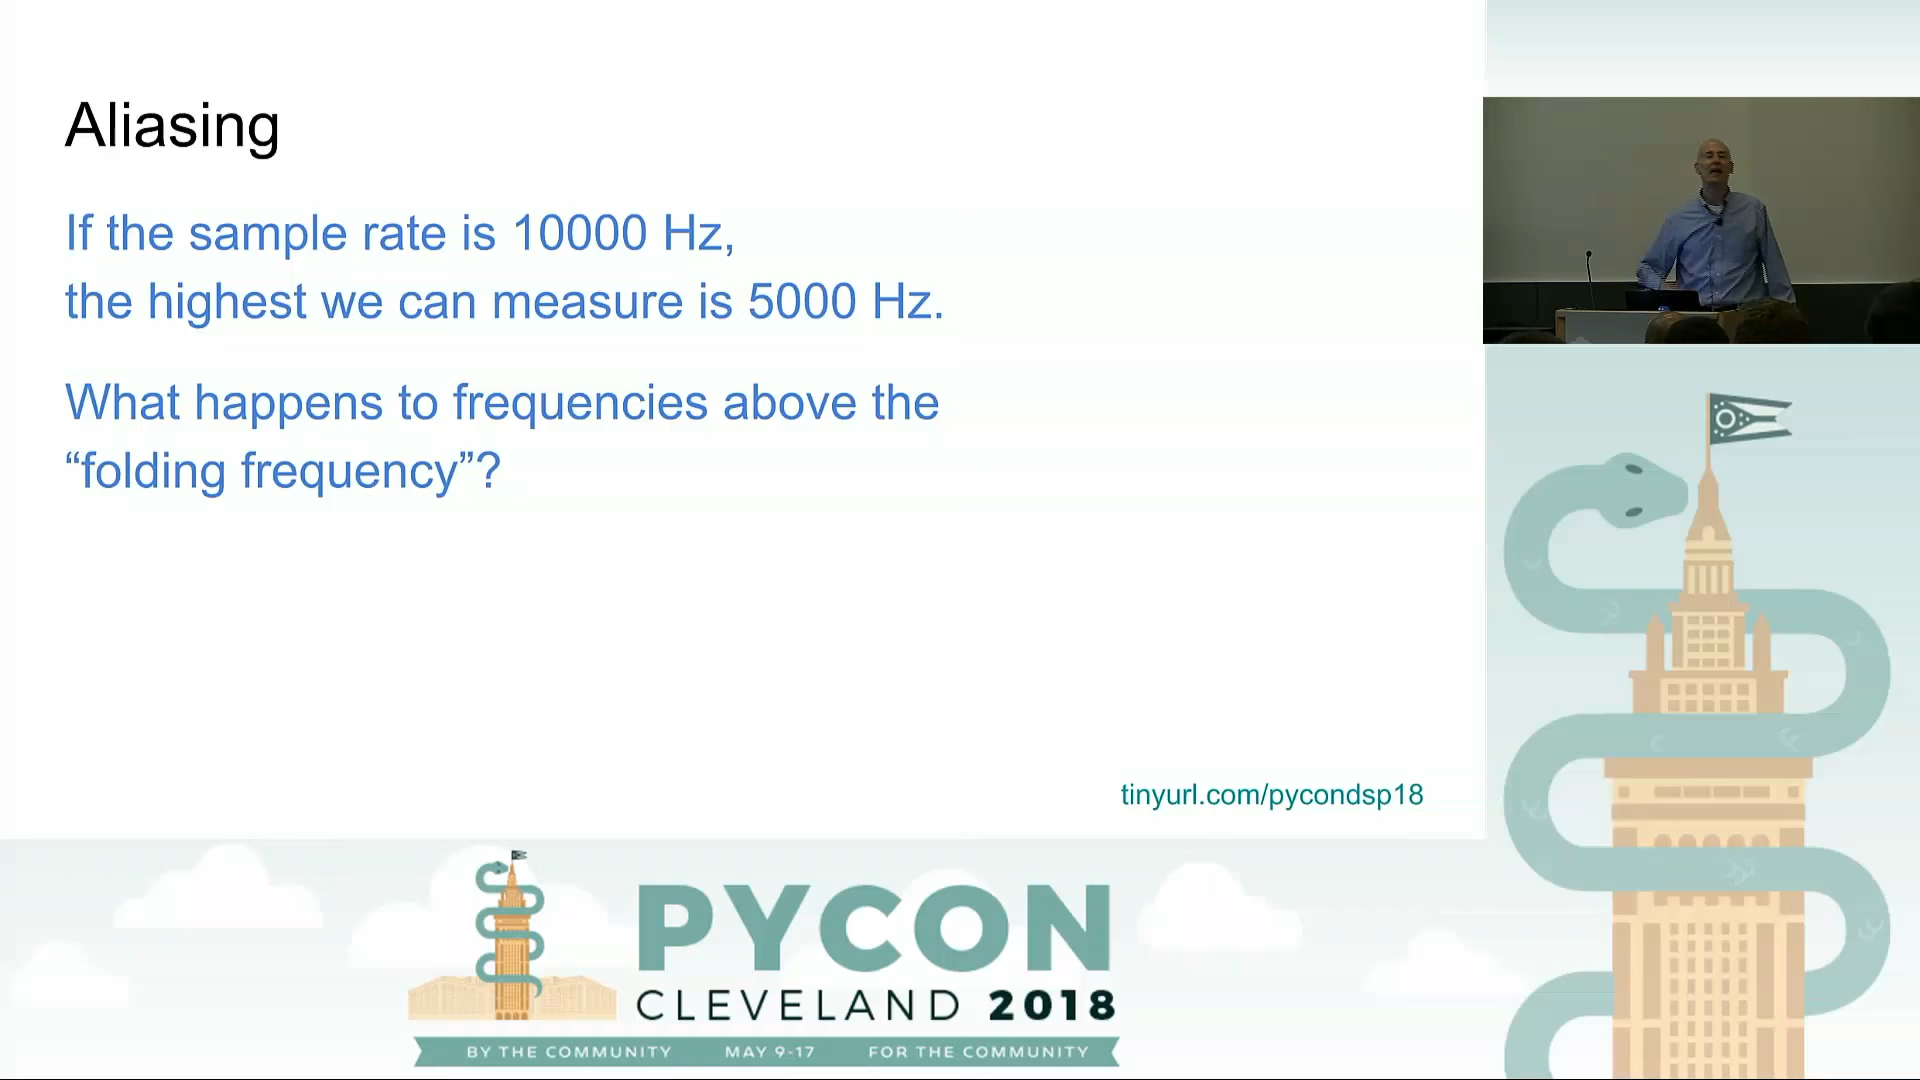 Aliasing
If the sample rate is 10000 Hz,
the highest we can measure is 5000 Hz.
What happens to frequencies above the
“folding frequency”?
tinyurl.com/pycondsp18
PYCON
CLEVELAND 2018
BY THE COMMUNITY MAY 9-17 FOR THE COMMUNITY